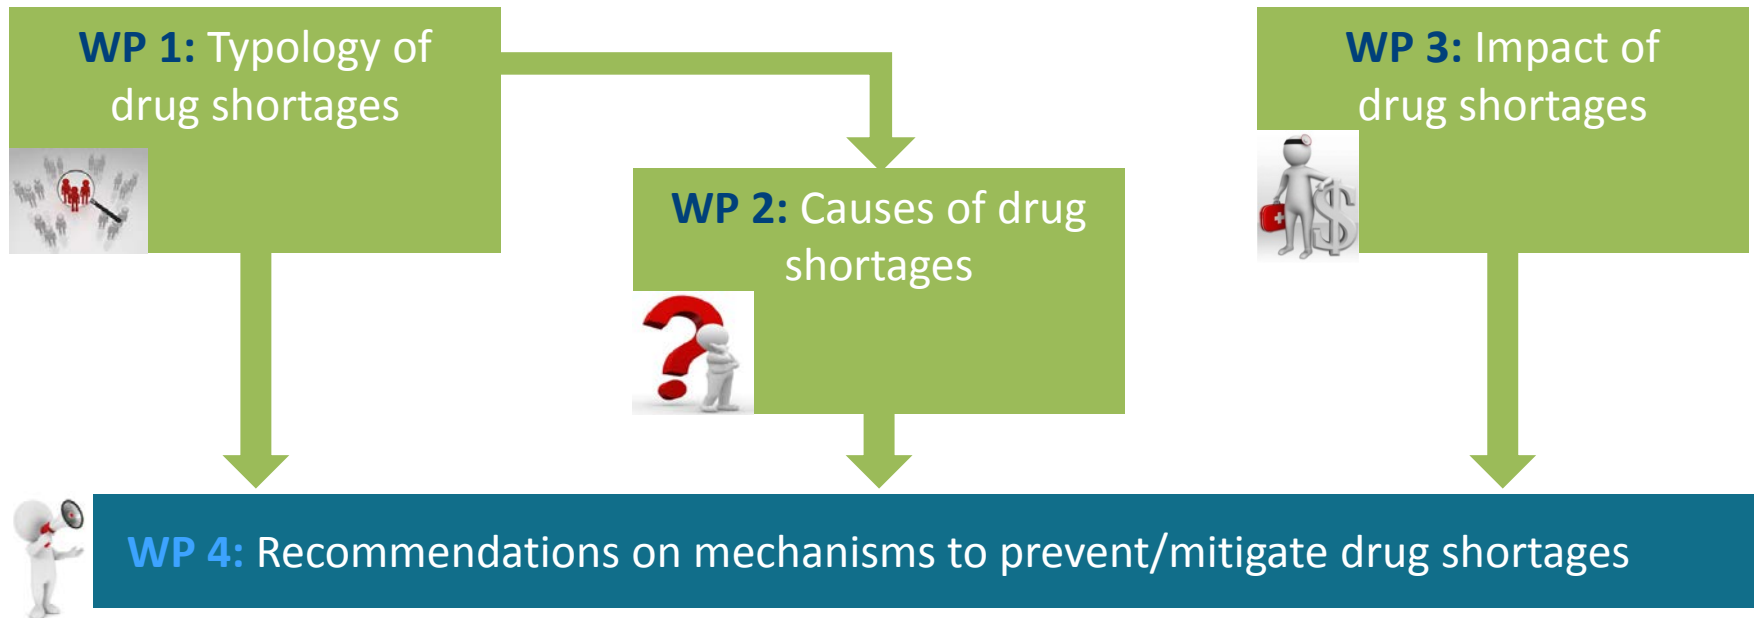 WP 1: Typology of
drug shortages
WP 2: Causes of drug
shortages
WP 3: Impact of
drug shortages
WP 4: Recommendations on mechanisms to prevent/mitigate drug shortages